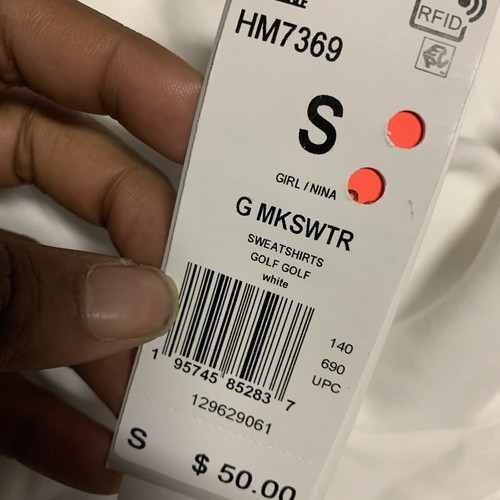 HM7369
RFID
S
GIRL / NINA
G MKSWTR
SWEATSHIRTS
GOLF GOLF
white
140
690
UPC
1 95745 85283 7
129629061
S $ 50.00